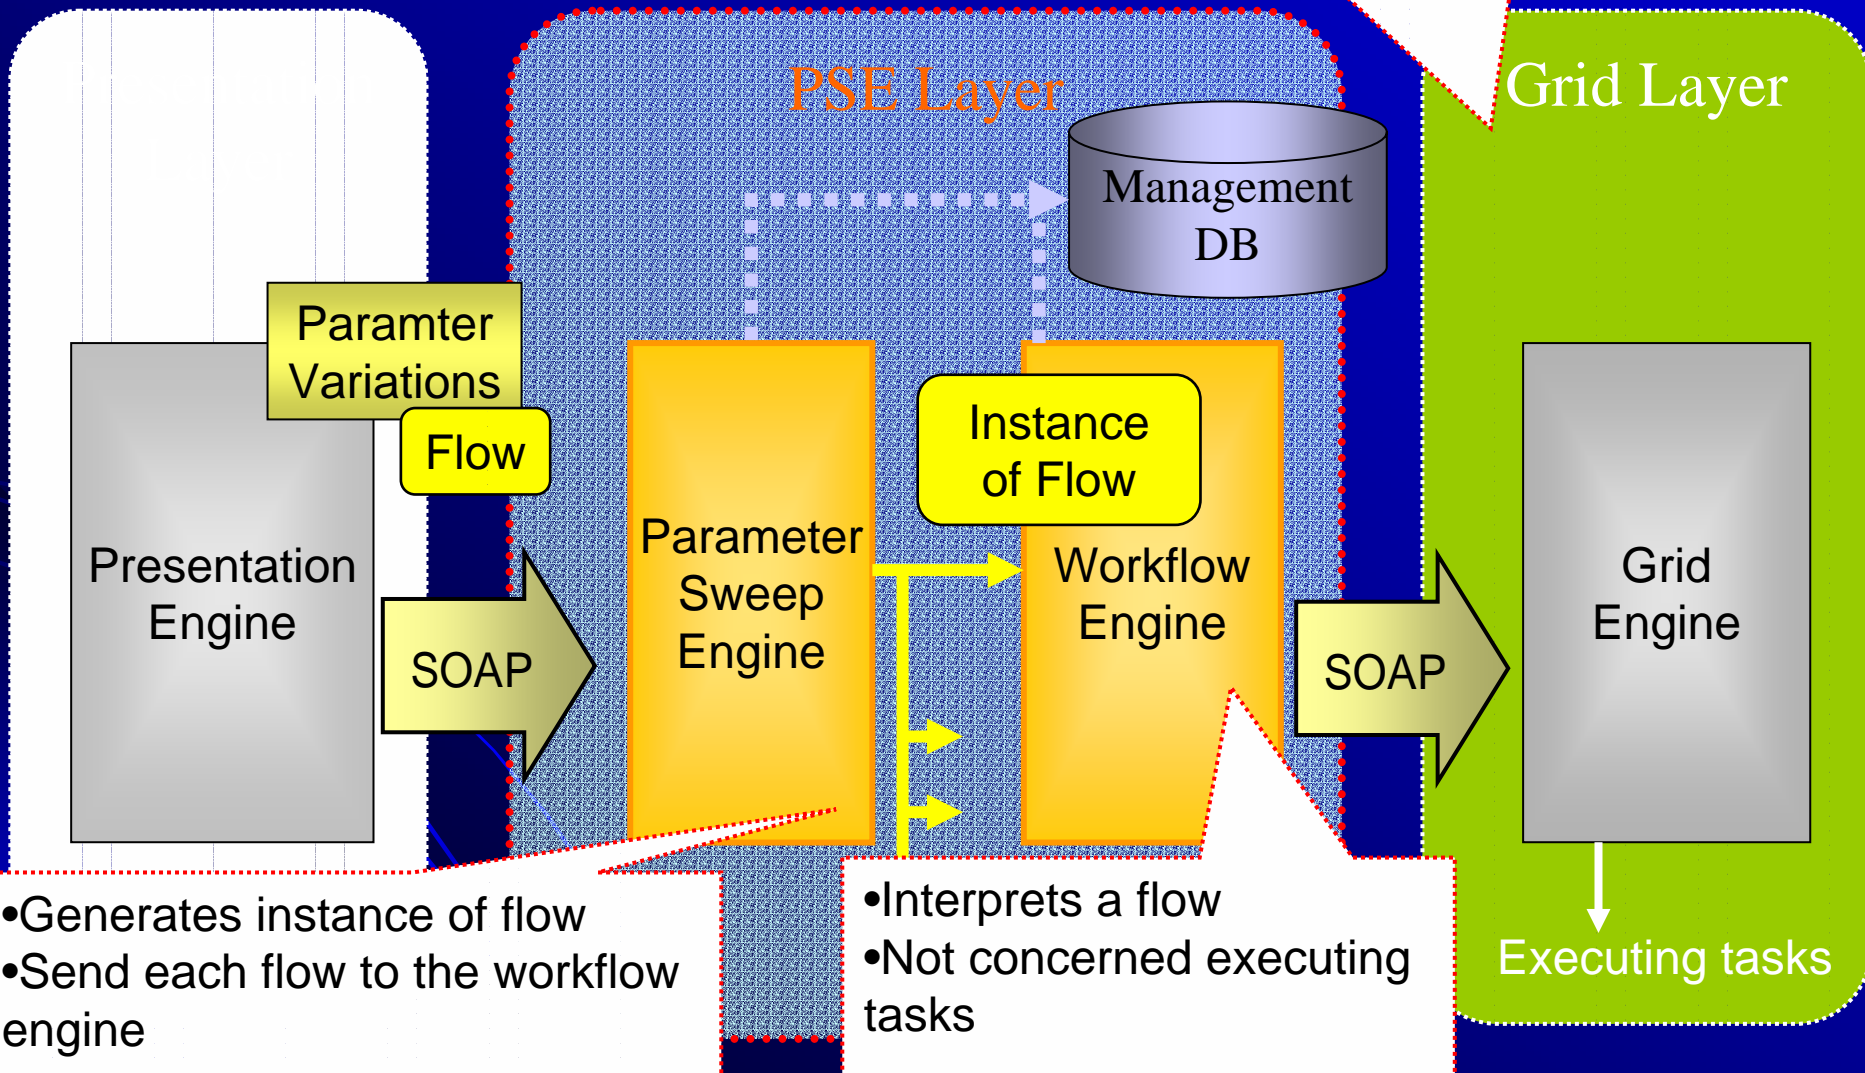 PSE Layer
Grid Layer
Management
DB
Paramter
Variations
Flow
Instance
of Flow
Presentation
Engine
SOAP
Parameter
Sweep
Engine
Workflow
Engine
SOAP
Grid
Engine
•Generates instance of flow
•Send each flow to the workflow
engine
•Interprets a flow
•Not concerned executing
tasks
Executing tasks